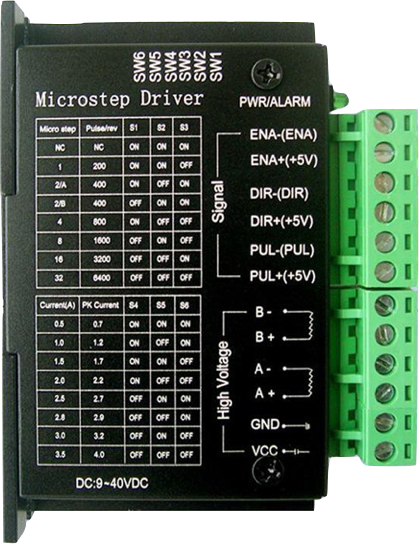 SW6
SW5
SW4
SW3
SW2
SW1
Microstep Driver
PWR/ALARM
Micro step Pulse/rev S1 S2 S3
NC NC ON ON ON
1 200 ON ON OFF
2/A 400 ON OFF ON
2/B 400 OFF ON ON
4 800 ON OFF OFF
8 1600 OFF ON OFF
16 3200 OFF OFF ON
32 6400 OFF OFF OFF
Current(A) PK Current S4 S5 S6
0.5 0.7 ON ON ON
1.0 1.2 ON OFF ON
1.5 1.7 ON ON OFF
2.0 2.2 ON OFF OFF
2.5 2.7 OFF ON ON
2.8 2.9 OFF OFF ON
3.0 3.2 OFF ON OFF
3.5 4.0 OFF OFF OFF
DC:9~40VDC
Signal
ENA-(ENA)
ENA+(+5V)
DIR-(DIR)
DIR+(+5V)
PUL-(PUL)
PUL+(+5V)
High Voltage
B -
B +
A -
A +
GND
VCC